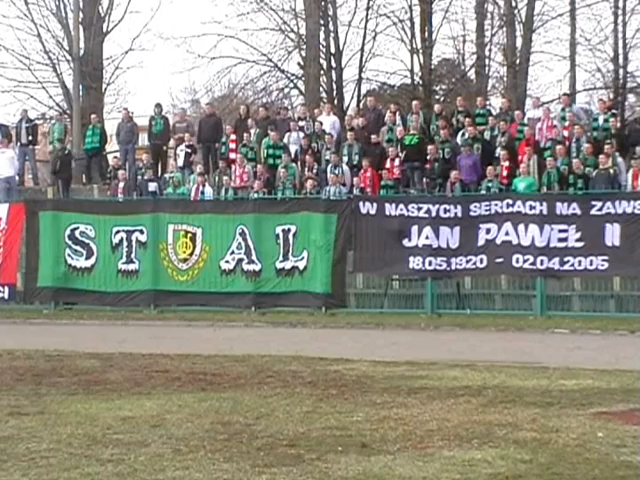 STAL
W NASZYCH SERCACH NA ZAWS
JAN PAWEŁ II
18.05.1920 - 02.04.2005